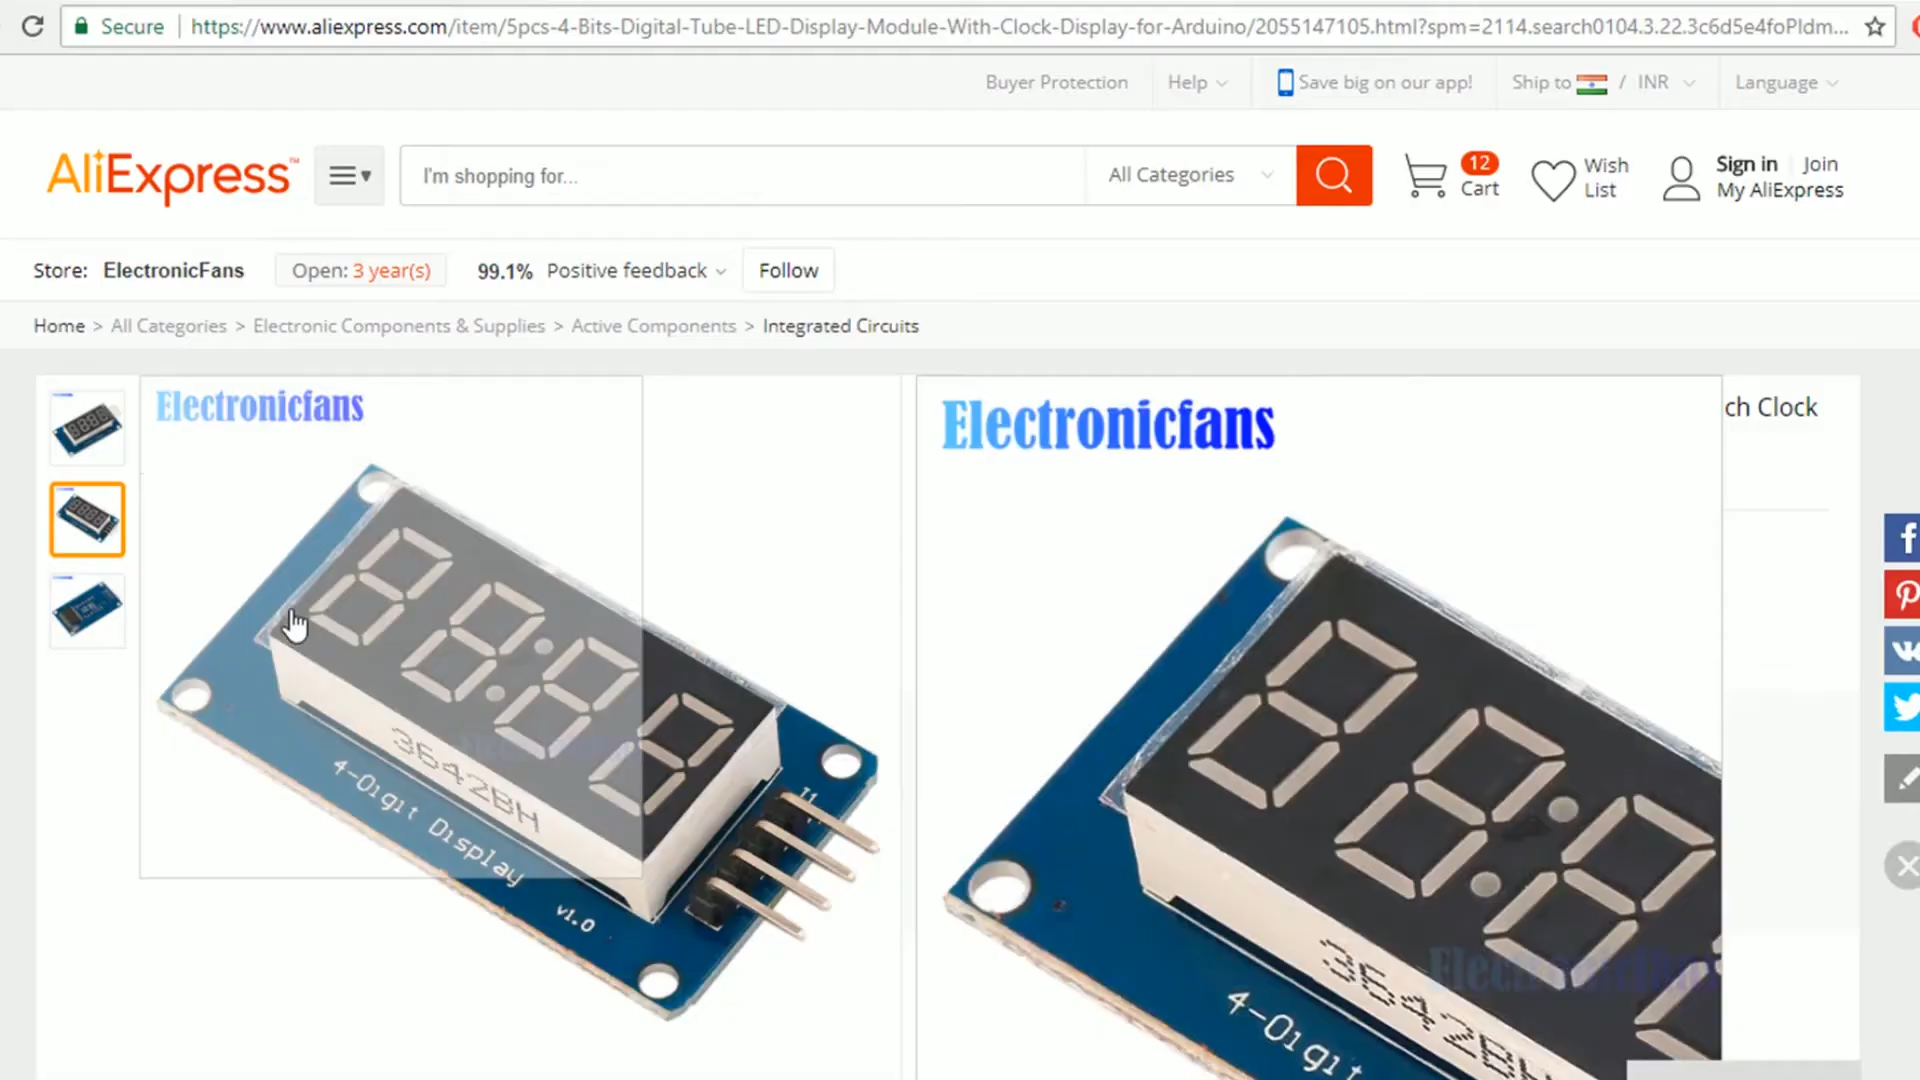 Secure https://www.aliexpress.com/item/5pcs-4-Bits-Digital-Tube-LED-Display-Module-With-Clock-Display-for-Arduino/2055147105.html?spm=2114.search0104.3.22.3c6d5e4foPldm...
Buyer Protection Help Save big on our app! Ship to / INR Language
AliExpress™ I'm shopping for... All Categories 12 Cart Wish List Sign in Join My AliExpress
Store: ElectronicFans Open: 3 year(s) 99.1% Positive feedback Follow
Home > All Categories > Electronic Components & Supplies > Active Components > Integrated Circuits
Electronicfans
Electronicfans
ch Clock
3642BH
4-Digit Display
v1.0
4-Digit
Electronicfans